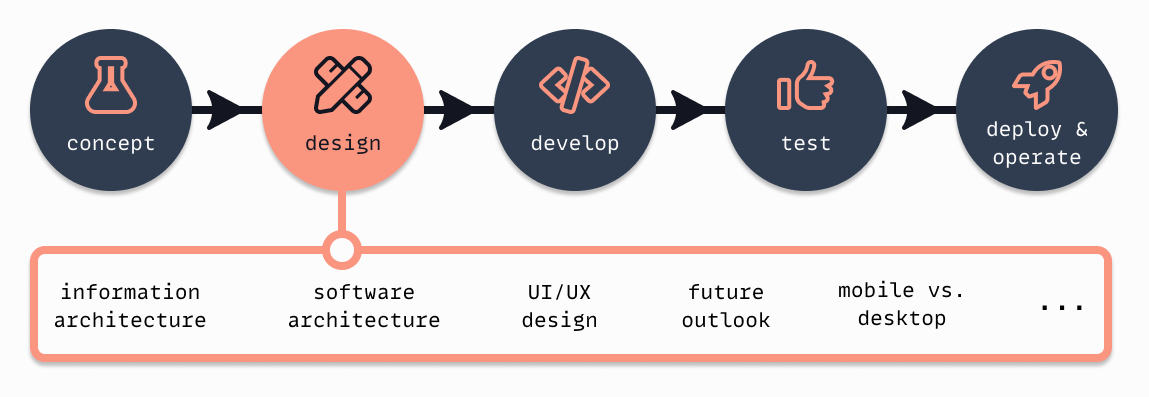 concept
design
develop
test
deploy &
operate
information
architecture
software
architecture
UI/UX
design
future
outlook
mobile vs.
desktop
...